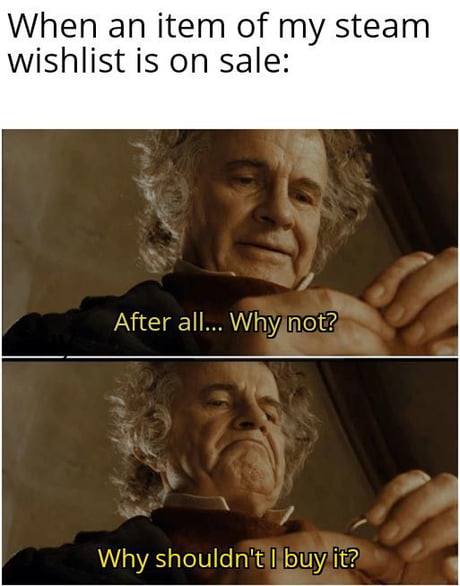 When an item of my steam
wishlist is on sale:
After all... Why not?
Why shouldn't I buy it?